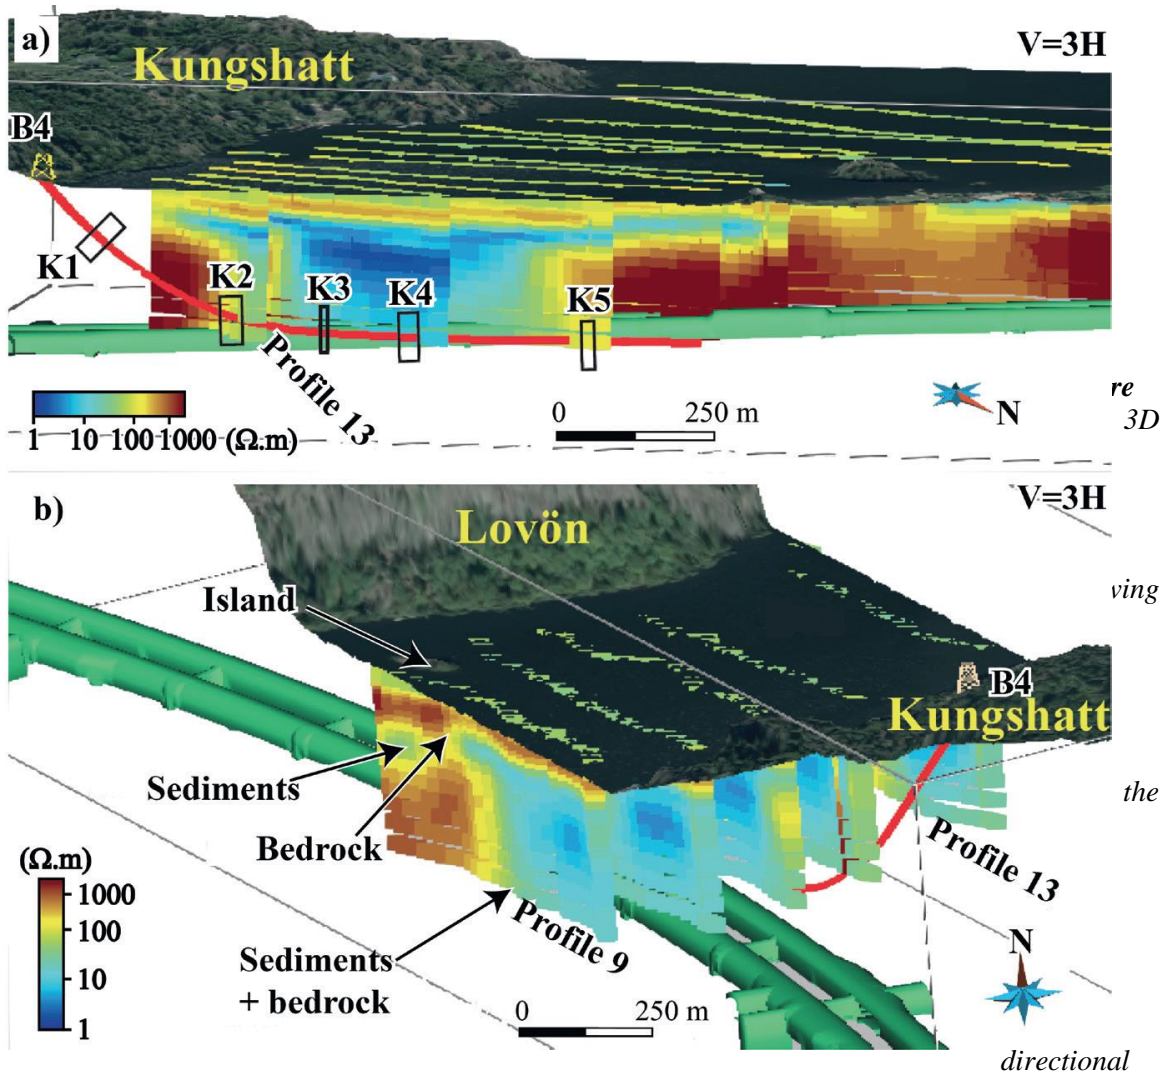 a)
Kungshatt
V=3H
B4
K1
K2
K3
K4
K5
Profile 13
1 10 100 1000 (Ω.m)
0 250 m
N
re
3D
b)
V=3H
Lovön
ving
Island
B4
Kungshatt
Sediments
the
Bedrock
Profile 13
(Ω.m)
1000
100
10
1
Profile 9
Sediments
+ bedrock
0 250 m
N
directional